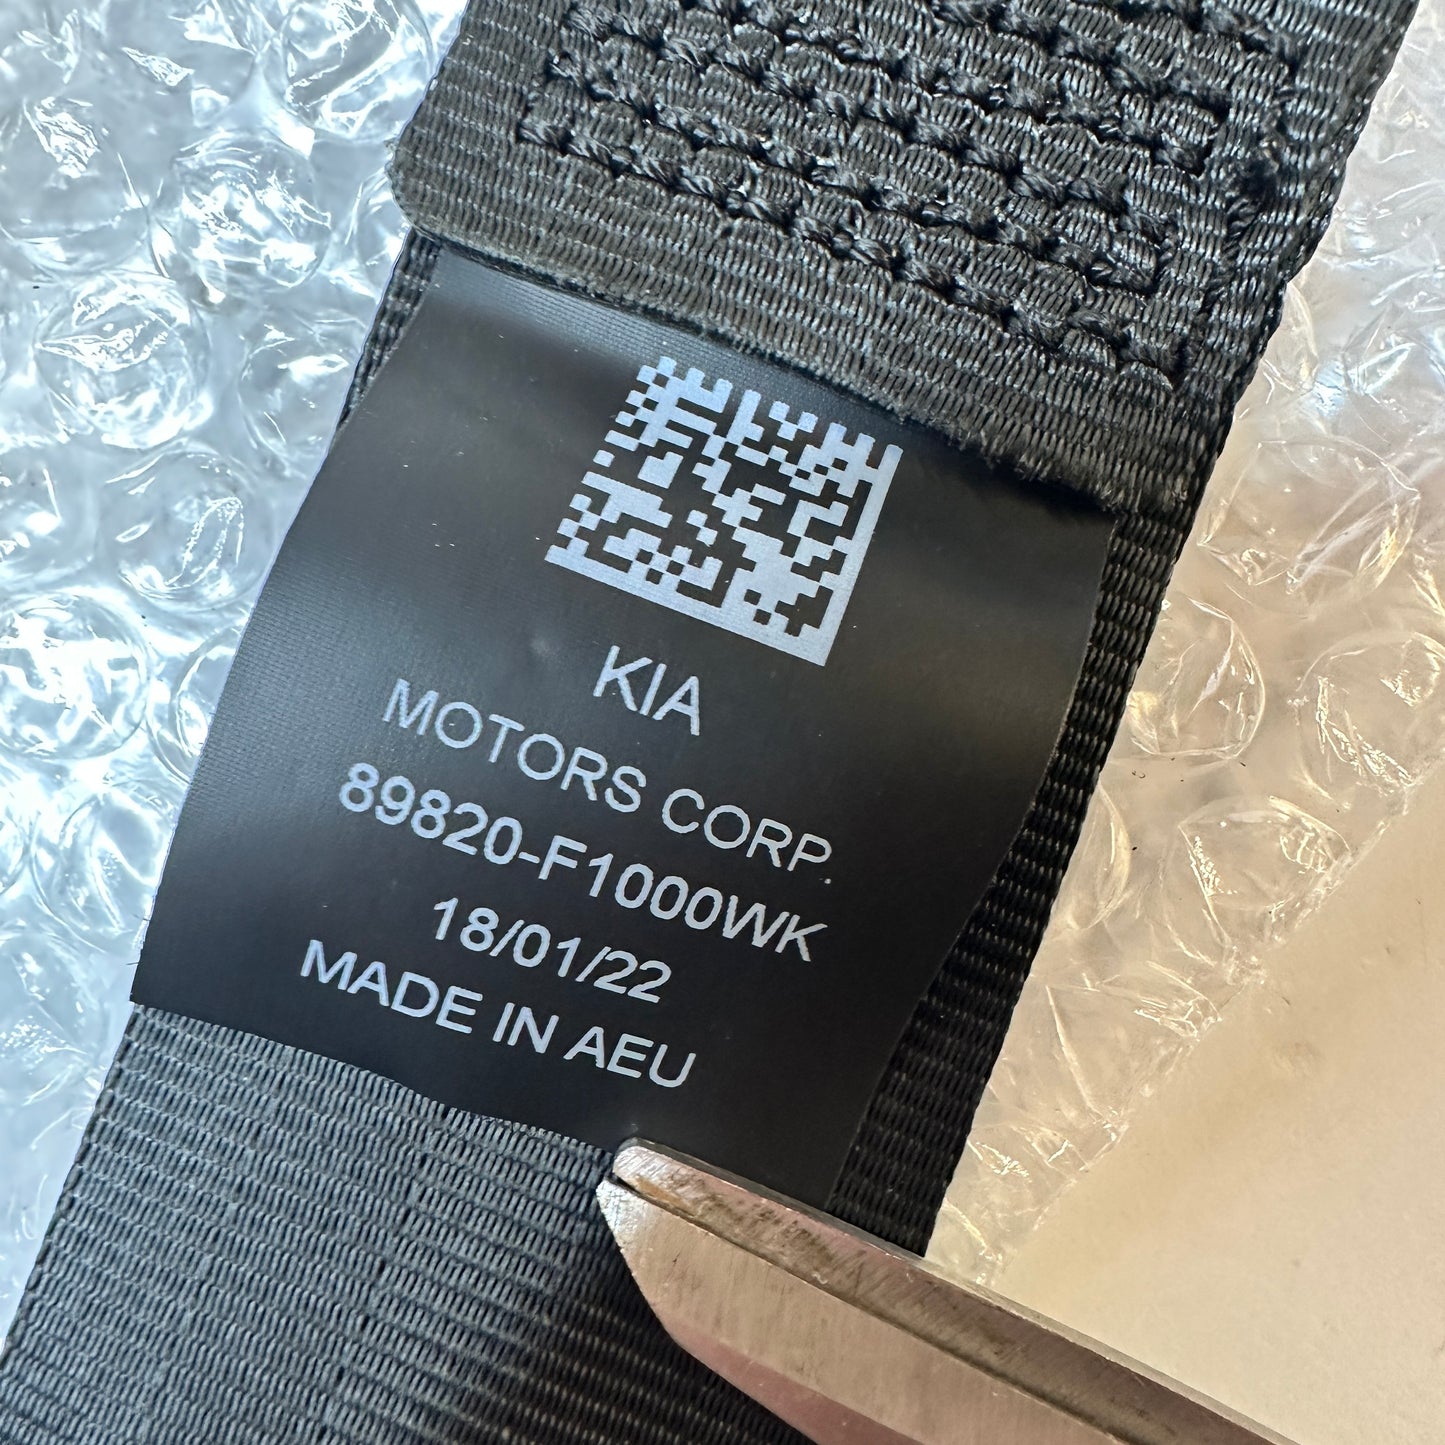 KIA
MOTORS CORP.
89820-F1000WK
18/01/22
MADE IN AEU